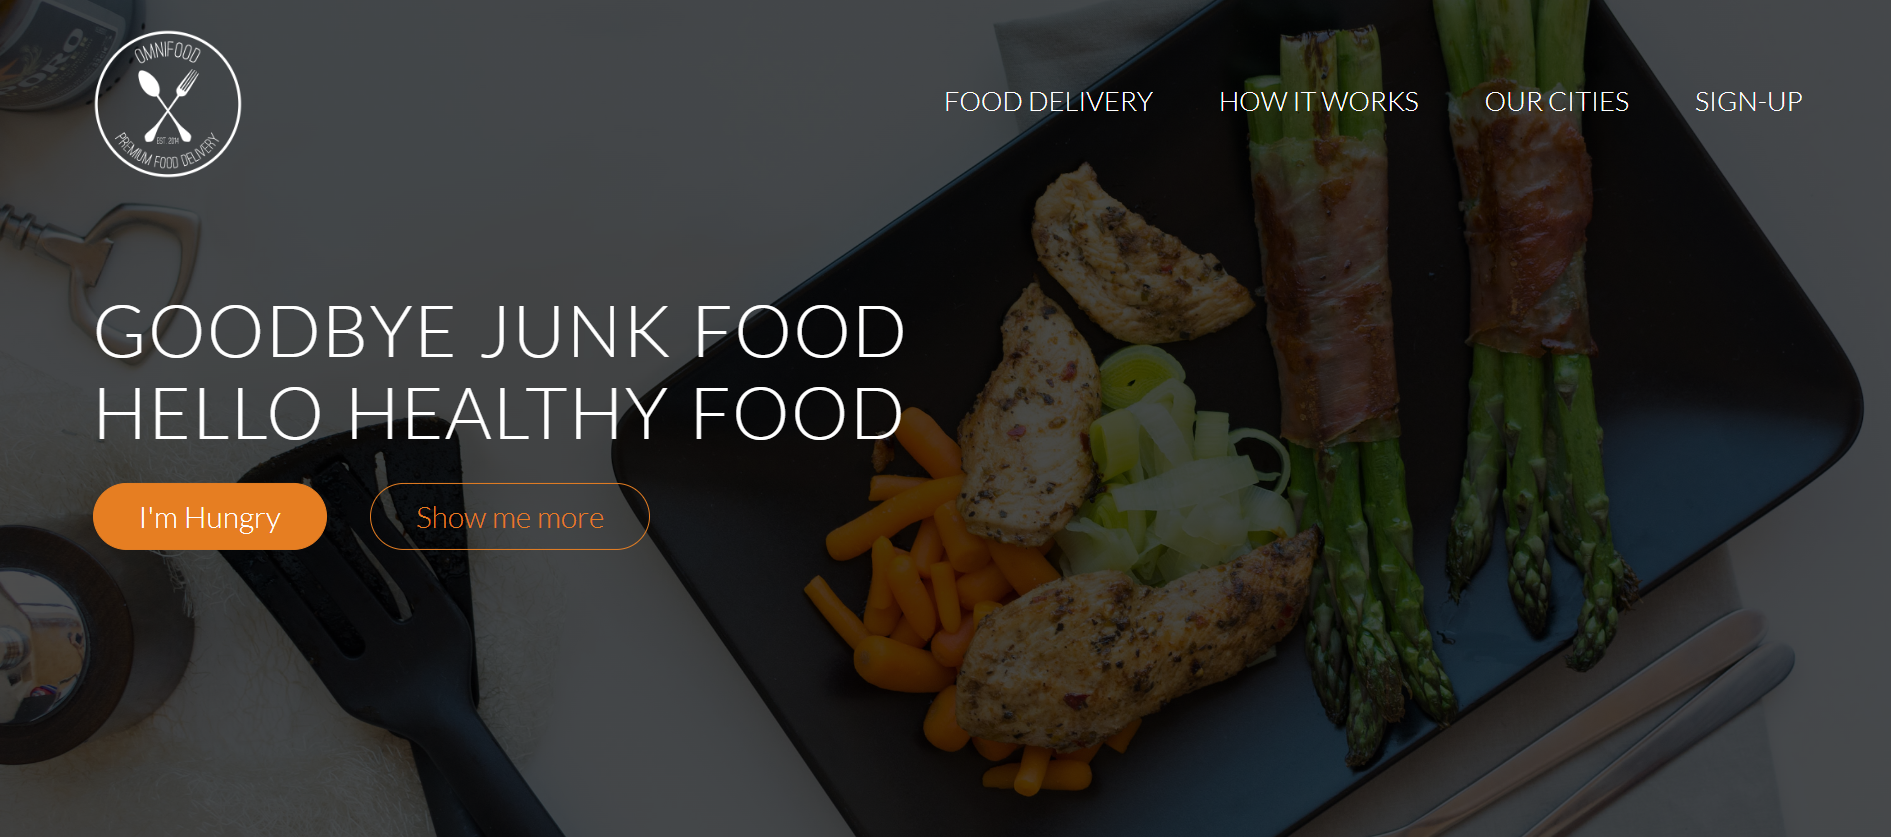 OMNIFOOD
EST. 2014
PREMIUM FOOD DELIVERY
FOOD DELIVERY
HOW IT WORKS
OUR CITIES
SIGN-UP
GOODBYE JUNK FOOD
HELLO HEALTHY FOOD
I'm Hungry
Show me more